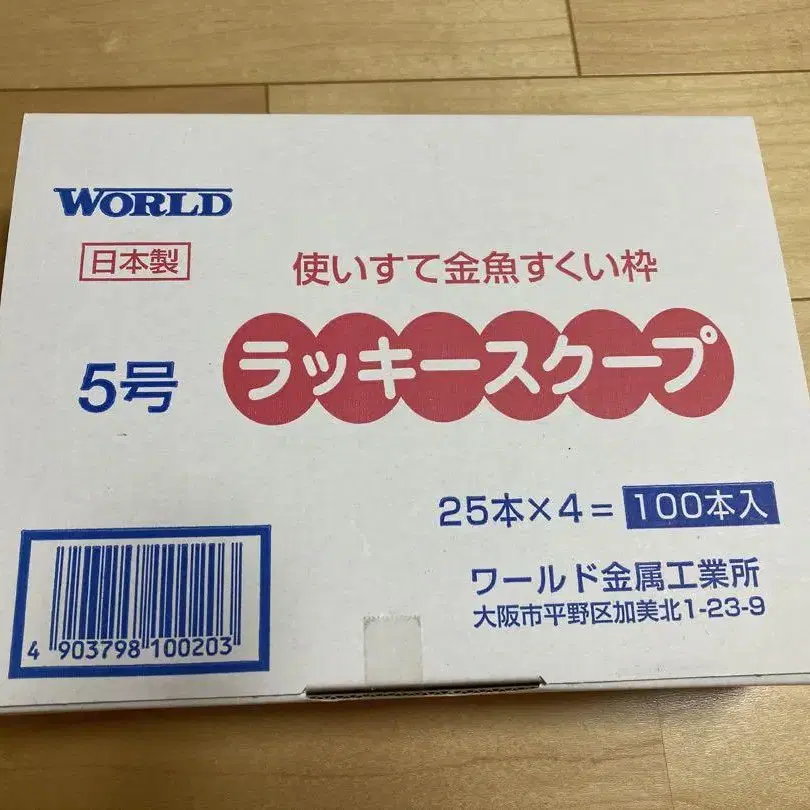 WORLD
日本製
使いすて金魚すくい枠
5号
ラッキースクープ
25本×4=100本入
ワールド金属工業所
大阪市平野区加美北1-23-9
4 903798 100203